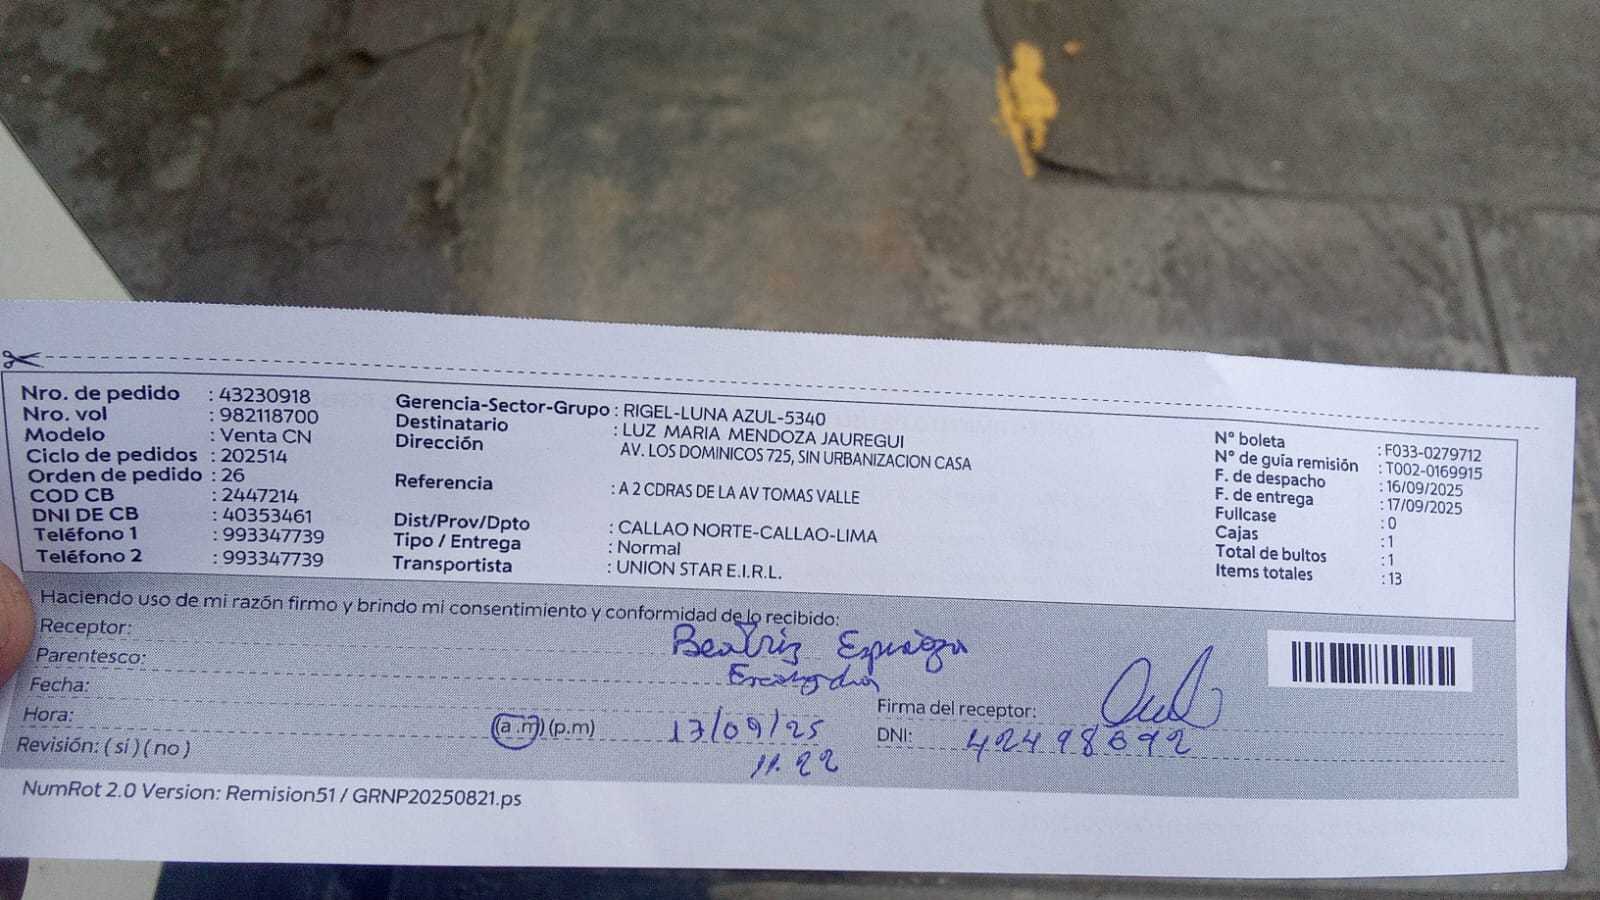 Nro. de pedido : 43230918
Nro. vol : 982118700
Modelo : Venta CN
Ciclo de pedidos : 202514
Orden de pedido : 26
COD CB : 2447214
DNI DE CB : 40353461
Teléfono 1 : 993347739
Teléfono 2 : 993347739
Gerencia-Sector-Grupo : RIGEL-LUNA AZUL-5340
Destinatario : LUZ MARIA MENDOZA JAUREGUI
Dirección AV. LOS DOMINICOS 725, SIN URBANIZACION CASA
Referencia : A 2 CDRAS DE LA AV TOMAS VALLE
Dist/Prov/Dpto : CALLAO NORTE-CALLAO-LIMA
Tipo / Entrega : Normal
Transportista : UNION STAR E.I.R.L.
N° boleta : F033-0279712
N° de guía remisión : T002-0169915
F. de despacho : 16/09/2025
F. de entrega : 17/09/2025
Fullcase : 0
Cajas : 1
Total de bultos : 1
Items totales : 13
Haciendo uso de mi razón firmo y brindo mi consentimiento y conformidad de lo recibido:
Receptor: Beatriz Espinoza
Parentesco:
Fecha: 17/09/25
Hora: (a .m) (p.m) 11.22
Revisión: ( si ) ( no )
Firma del receptor:
DNI: 42498692
NumRot 2.0 Version: Remision51 / GRNP20250821.ps